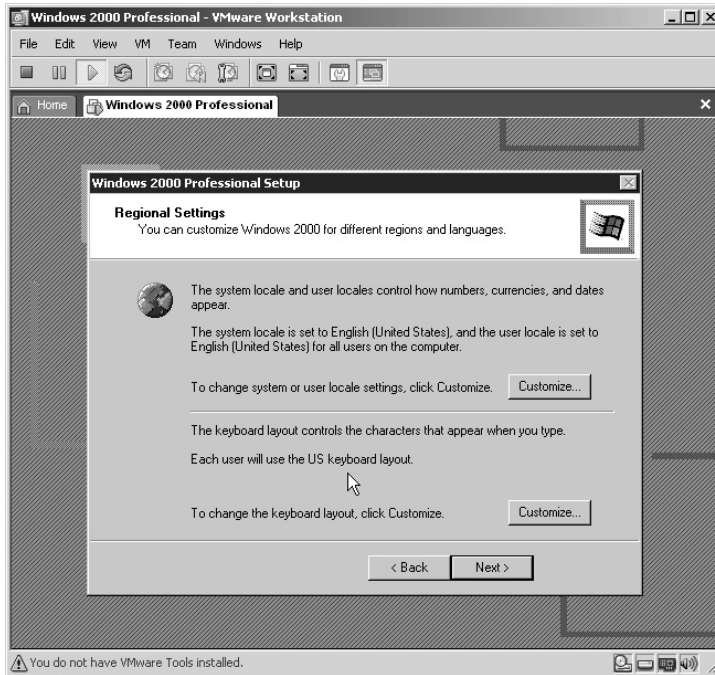 Windows 2000 Professional - VMware Workstation
File Edit View VM Team Windows Help
Home Windows 2000 Professional
Windows 2000 Professional Setup
Regional Settings
You can customize Windows 2000 for different regions and languages.
The system locale and user locales control how numbers, currencies, and dates
appear.
The system locale is set to English (United States), and the user locale is set to
English (United States) for all users on the computer.
To change system or user locale settings, click Customize. Customize...
The keyboard layout controls the characters that appear when you type.
Each user will use the US keyboard layout.
To change the keyboard layout, click Customize. Customize...
< Back Next >
You do not have VMware Tools installed.